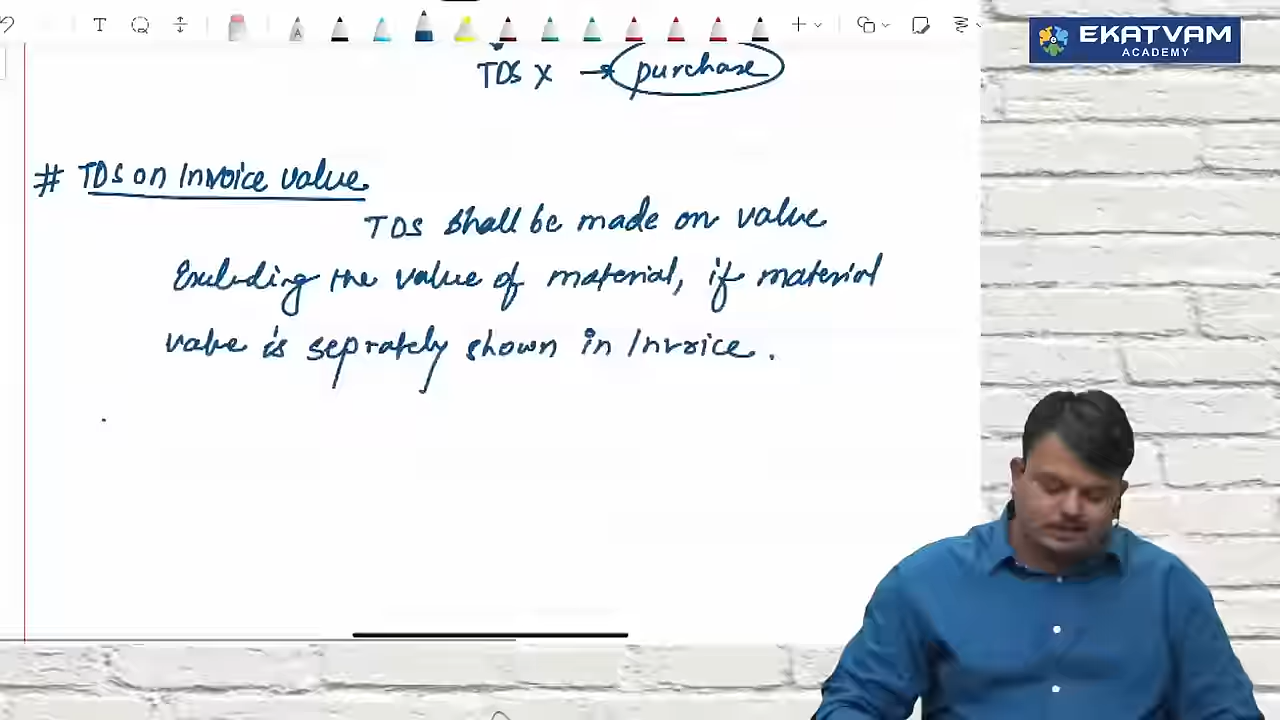 EKATVAM
ACADEMY
TDS x → purchase
# TDS on Invoice value
TDS shall be made on value
Excluding the value of material, if material
value is seprately shown in Invoice.